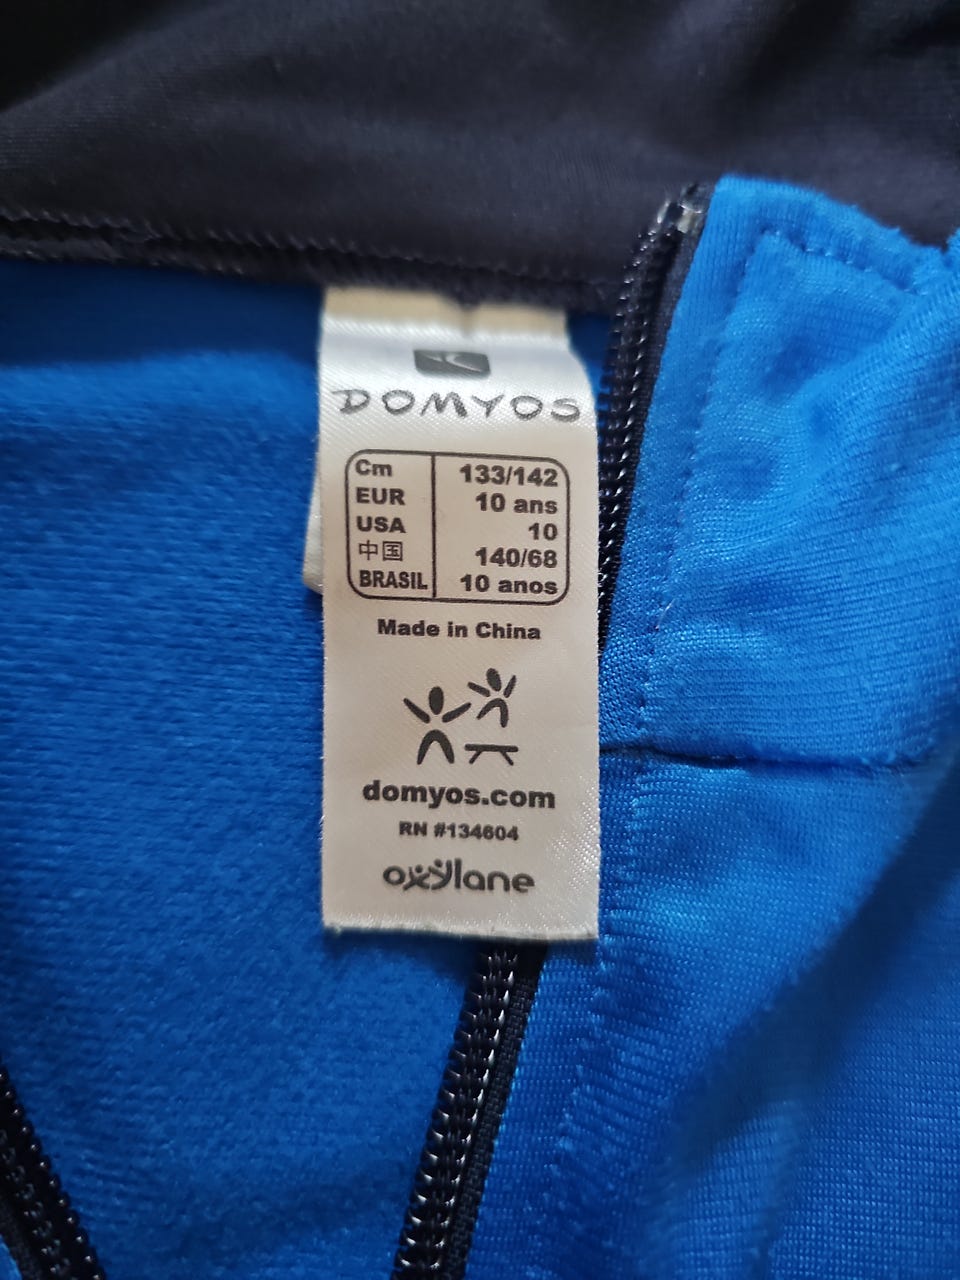 DOMYOS
Cm 133/142
EUR 10 ans
USA 10
中国 140/68
BRASIL 10 anos
Made in China
domyos.com
RN #134604
oxylane